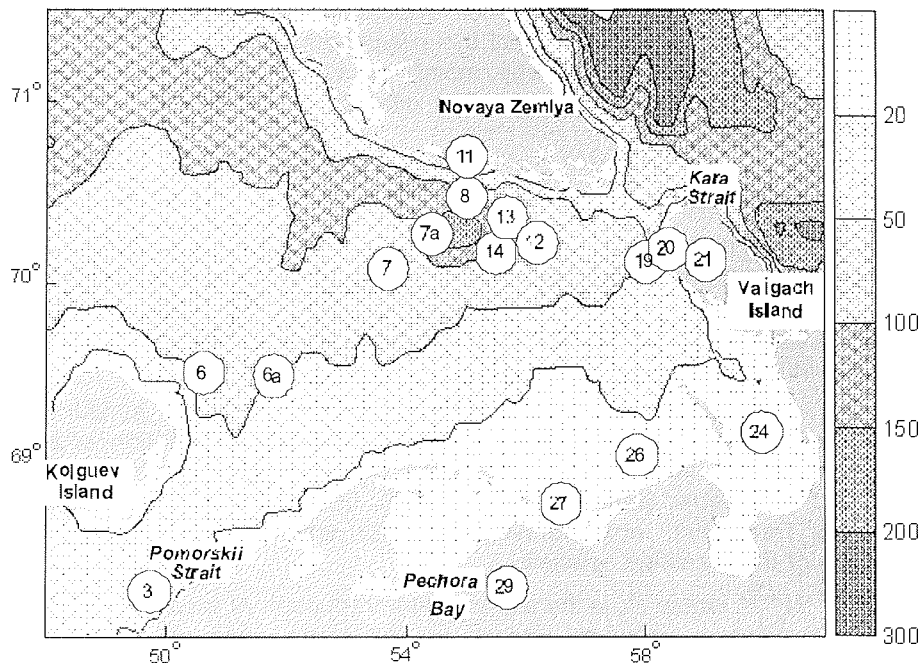 71°
70°
69°
50°
54°
58°
Novaya Zemlya
Kara
Strait
Vaigach
Island
Kolguev
Island
Pomorskii
Strait
Pechora
Bay
11
8
13
7a
12
14
7
20
19
21
6
6a
24
26
27
3
29
20
50
100
150
200
300